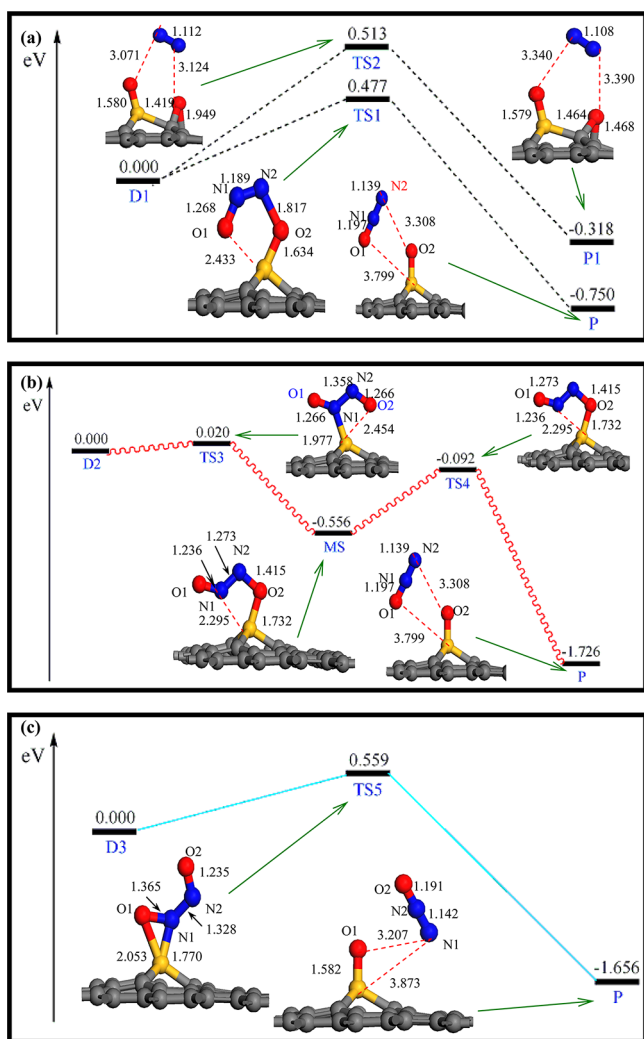 (a)
eV
0.513
TS2
0.477
TS1
0.000
D1
-0.318
P1
-0.750
P
1.112
3.071
3.124
1.580
1.419
1.949
1.108
3.340
3.390
1.579
1.464
1.468
1.189
N2
N1
1.268
1.817
O1
O2
2.433
1.634
1.139
N2
N1
1.197
O1
3.308
O2
3.799
(b)
eV
0.000
D2
0.020
TS3
-0.556
MS
-0.092
TS4
-1.726
P
1.358
N2
O1
1.266
O2
1.266
N1
1.977
2.454
1.273
1.415
O1
O2
1.236
2.295
1.732
1.273
1.236
N2
1.415
O1
N1
O2
2.295
1.732
1.139
N2
N1
1.197
O1
3.308
O2
3.799
(c)
eV
0.000
D3
0.559
TS5
-1.656
P
O2
1.235
1.365
O1
N2
N1
1.328
2.053
1.770
O2
1.191
N2
1.142
O1
N1
3.207
1.582
3.873